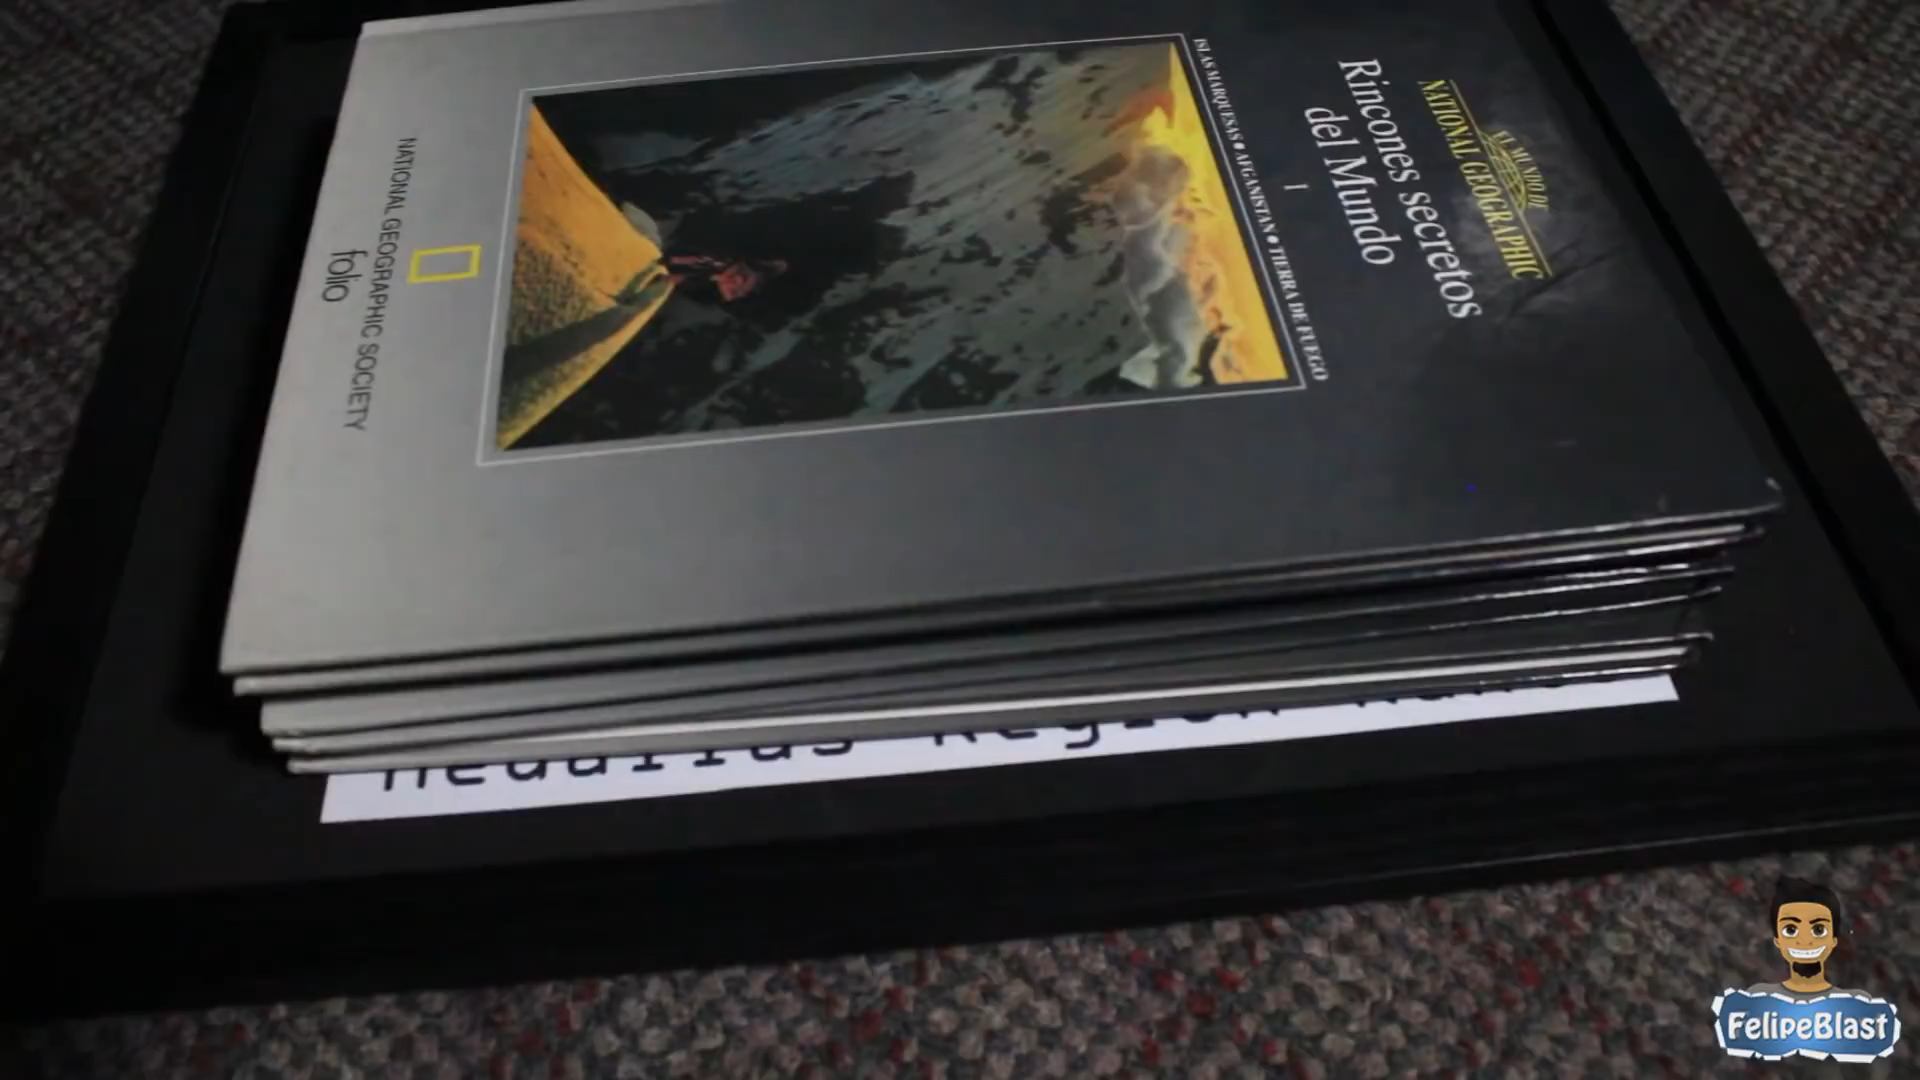 EL MUNDO DE
NATIONAL GEOGRAPHIC
Rincones secretos
del Mundo
1
ISLAS MARQUESAS • AFGANISTAN • TIERRA DE FUEGO
NATIONAL GEOGRAPHIC SOCIETY
folio
FelipeBlast